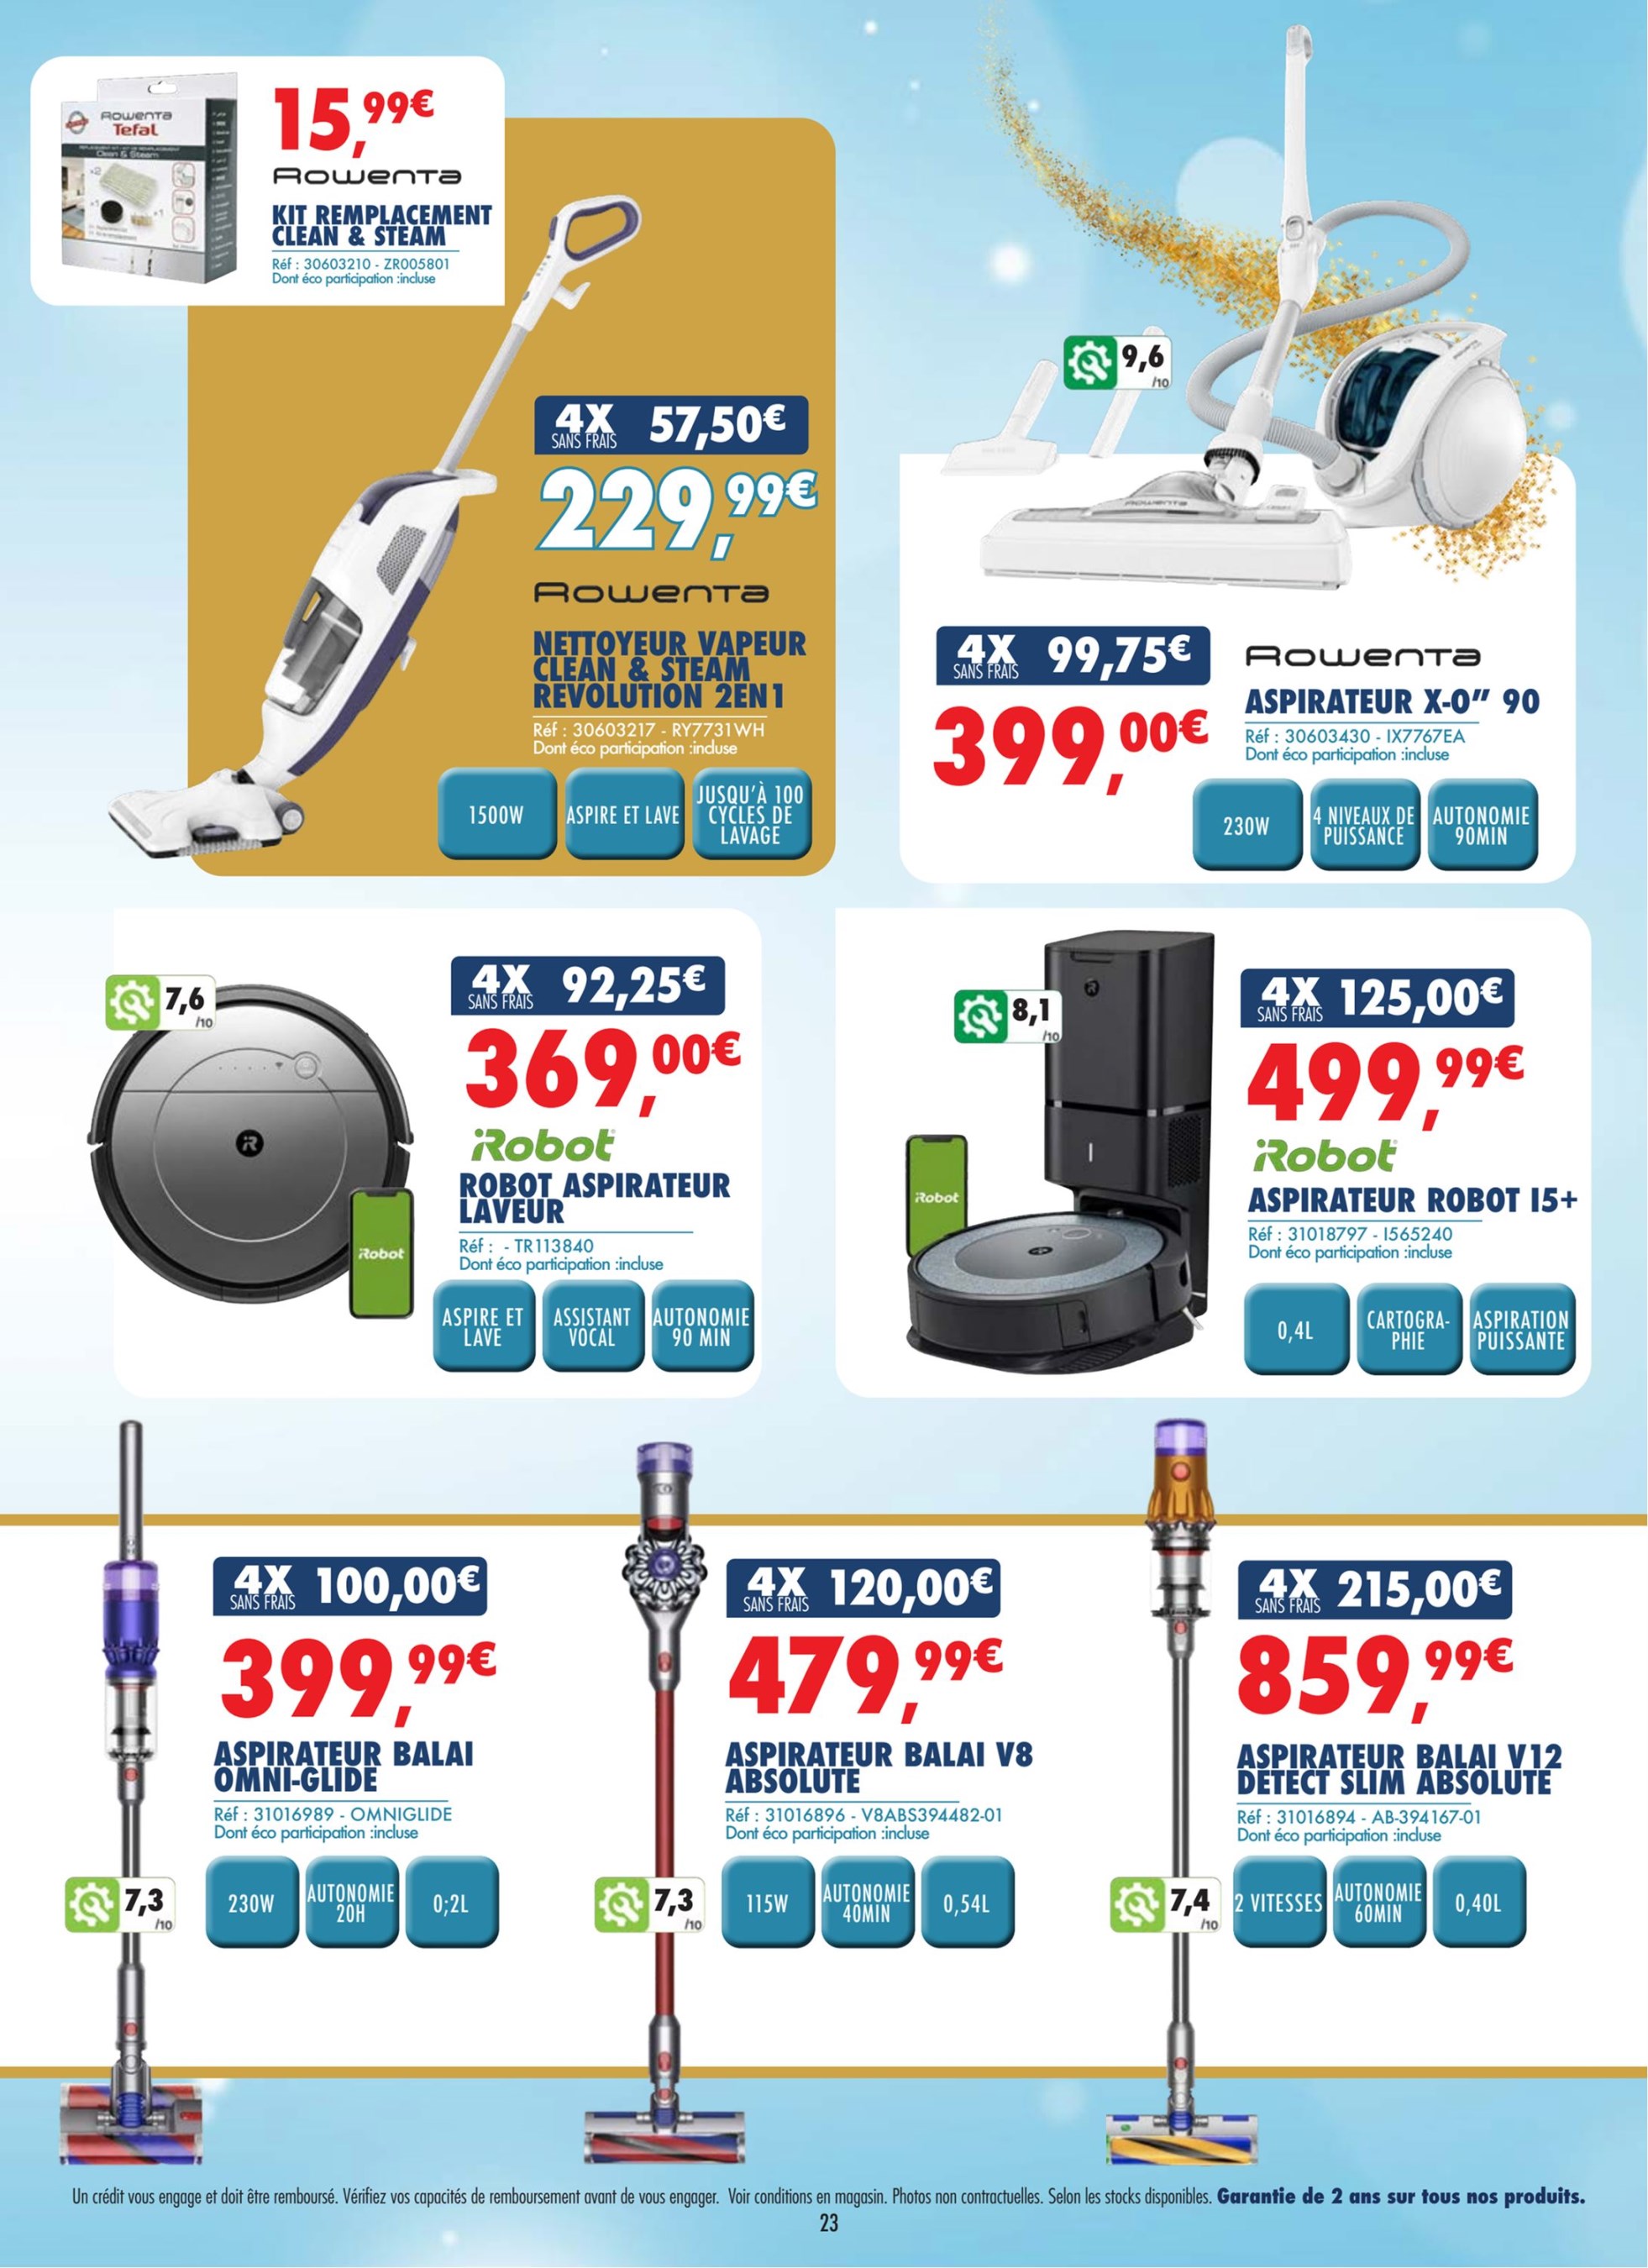 Rowenta
Tefal
Clean & Steam
15,99€
Rowenta
KIT REMPLACEMENT
CLEAN & STEAM
Réf : 30603210 - ZR005801
Dont éco participation :incluse
4X SANS FRAIS 57,50€
229,99€
Rowenta
NETTOYEUR VAPEUR
CLEAN & STEAM
REVOLUTION 2EN1
Réf : 30603217 - RY7731WH
Dont éco participation :incluse
1500W
ASPIRE ET LAVE
JUSQU'À 100
CYCLES DE
LAVAGE
9,6
/10
ROWENTA
4X SANS FRAIS 99,75€
399,00€
Rowenta
ASPIRATEUR X-O” 90
Réf : 30603430 - IX7767EA
Dont éco participation :incluse
230W
4 NIVEAUX DE
PUISSANCE
AUTONOMIE
90MIN
7,6
/10
iRobot
4X SANS FRAIS 92,25€
369,00€
iRobot
ROBOT ASPIRATEUR
LAVEUR
Réf : - TR113840
Dont éco participation :incluse
ASPIRE ET
LAVE
ASSISTANT
VOCAL
AUTONOMIE
90 MIN
8,1
/10
iRobot
4X SANS FRAIS 125,00€
499,99€
iRobot
ASPIRATEUR ROBOT I5+
Réf : 31018797 - I565240
Dont éco participation :incluse
0,4L
CARTOGRA-
PHIE
ASPIRATION
PUISSANTE
4X SANS FRAIS 100,00€
399,99€
ASPIRATEUR BALAI
OMNI-GLIDE
Réf : 31016989 - OMNIGLIDE
Dont éco participation :incluse
7,3
/10
230W
AUTONOMIE
20H
0;2L
4X SANS FRAIS 120,00€
479,99€
ASPIRATEUR BALAI V8
ABSOLUTE
Réf : 31016896 - V8ABS394482-01
Dont éco participation :incluse
7,3
/10
115W
AUTONOMIE
40MIN
0,54L
4X SANS FRAIS 215,00€
859,99€
ASPIRATEUR BALAI V12
DETECT SLIM ABSOLUTE
Réf : 31016894 - AB-394167-01
Dont éco participation :incluse
7,4
/10
2 VITESSES
AUTONOMIE
60MIN
0,40L
Un crédit vous engage et doit être remboursé. Vérifiez vos capacités de remboursement avant de vous engager. Voir conditions en magasin. Photos non contractuelles. Selon les stocks disponibles. Garantie de 2 ans sur tous nos produits.
23